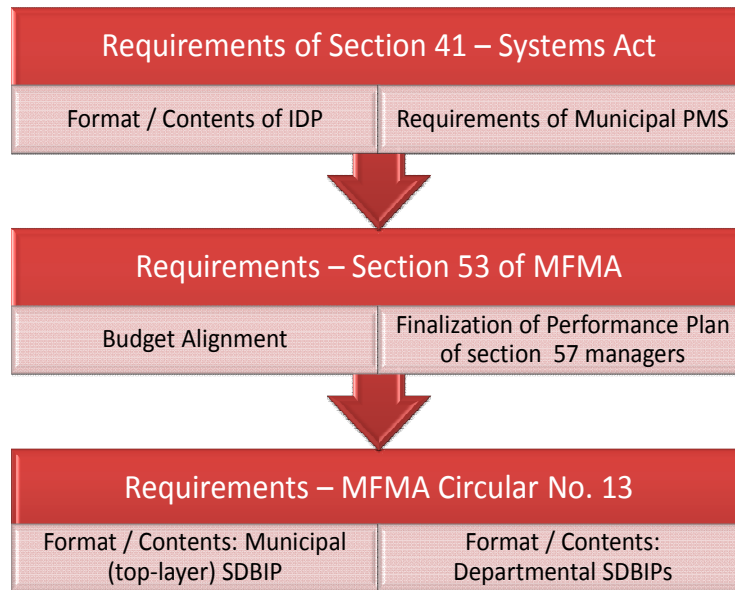 Requirements of Section 41 – Systems Act
Format / Contents of IDP
Requirements of Municipal PMS
Requirements – Section 53 of MFMA
Budget Alignment
Finalization of Performance Plan
of section 57 managers
Requirements – MFMA Circular No. 13
Format / Contents: Municipal
(top-layer) SDBIP
Format / Contents:
Departmental SDBIPs